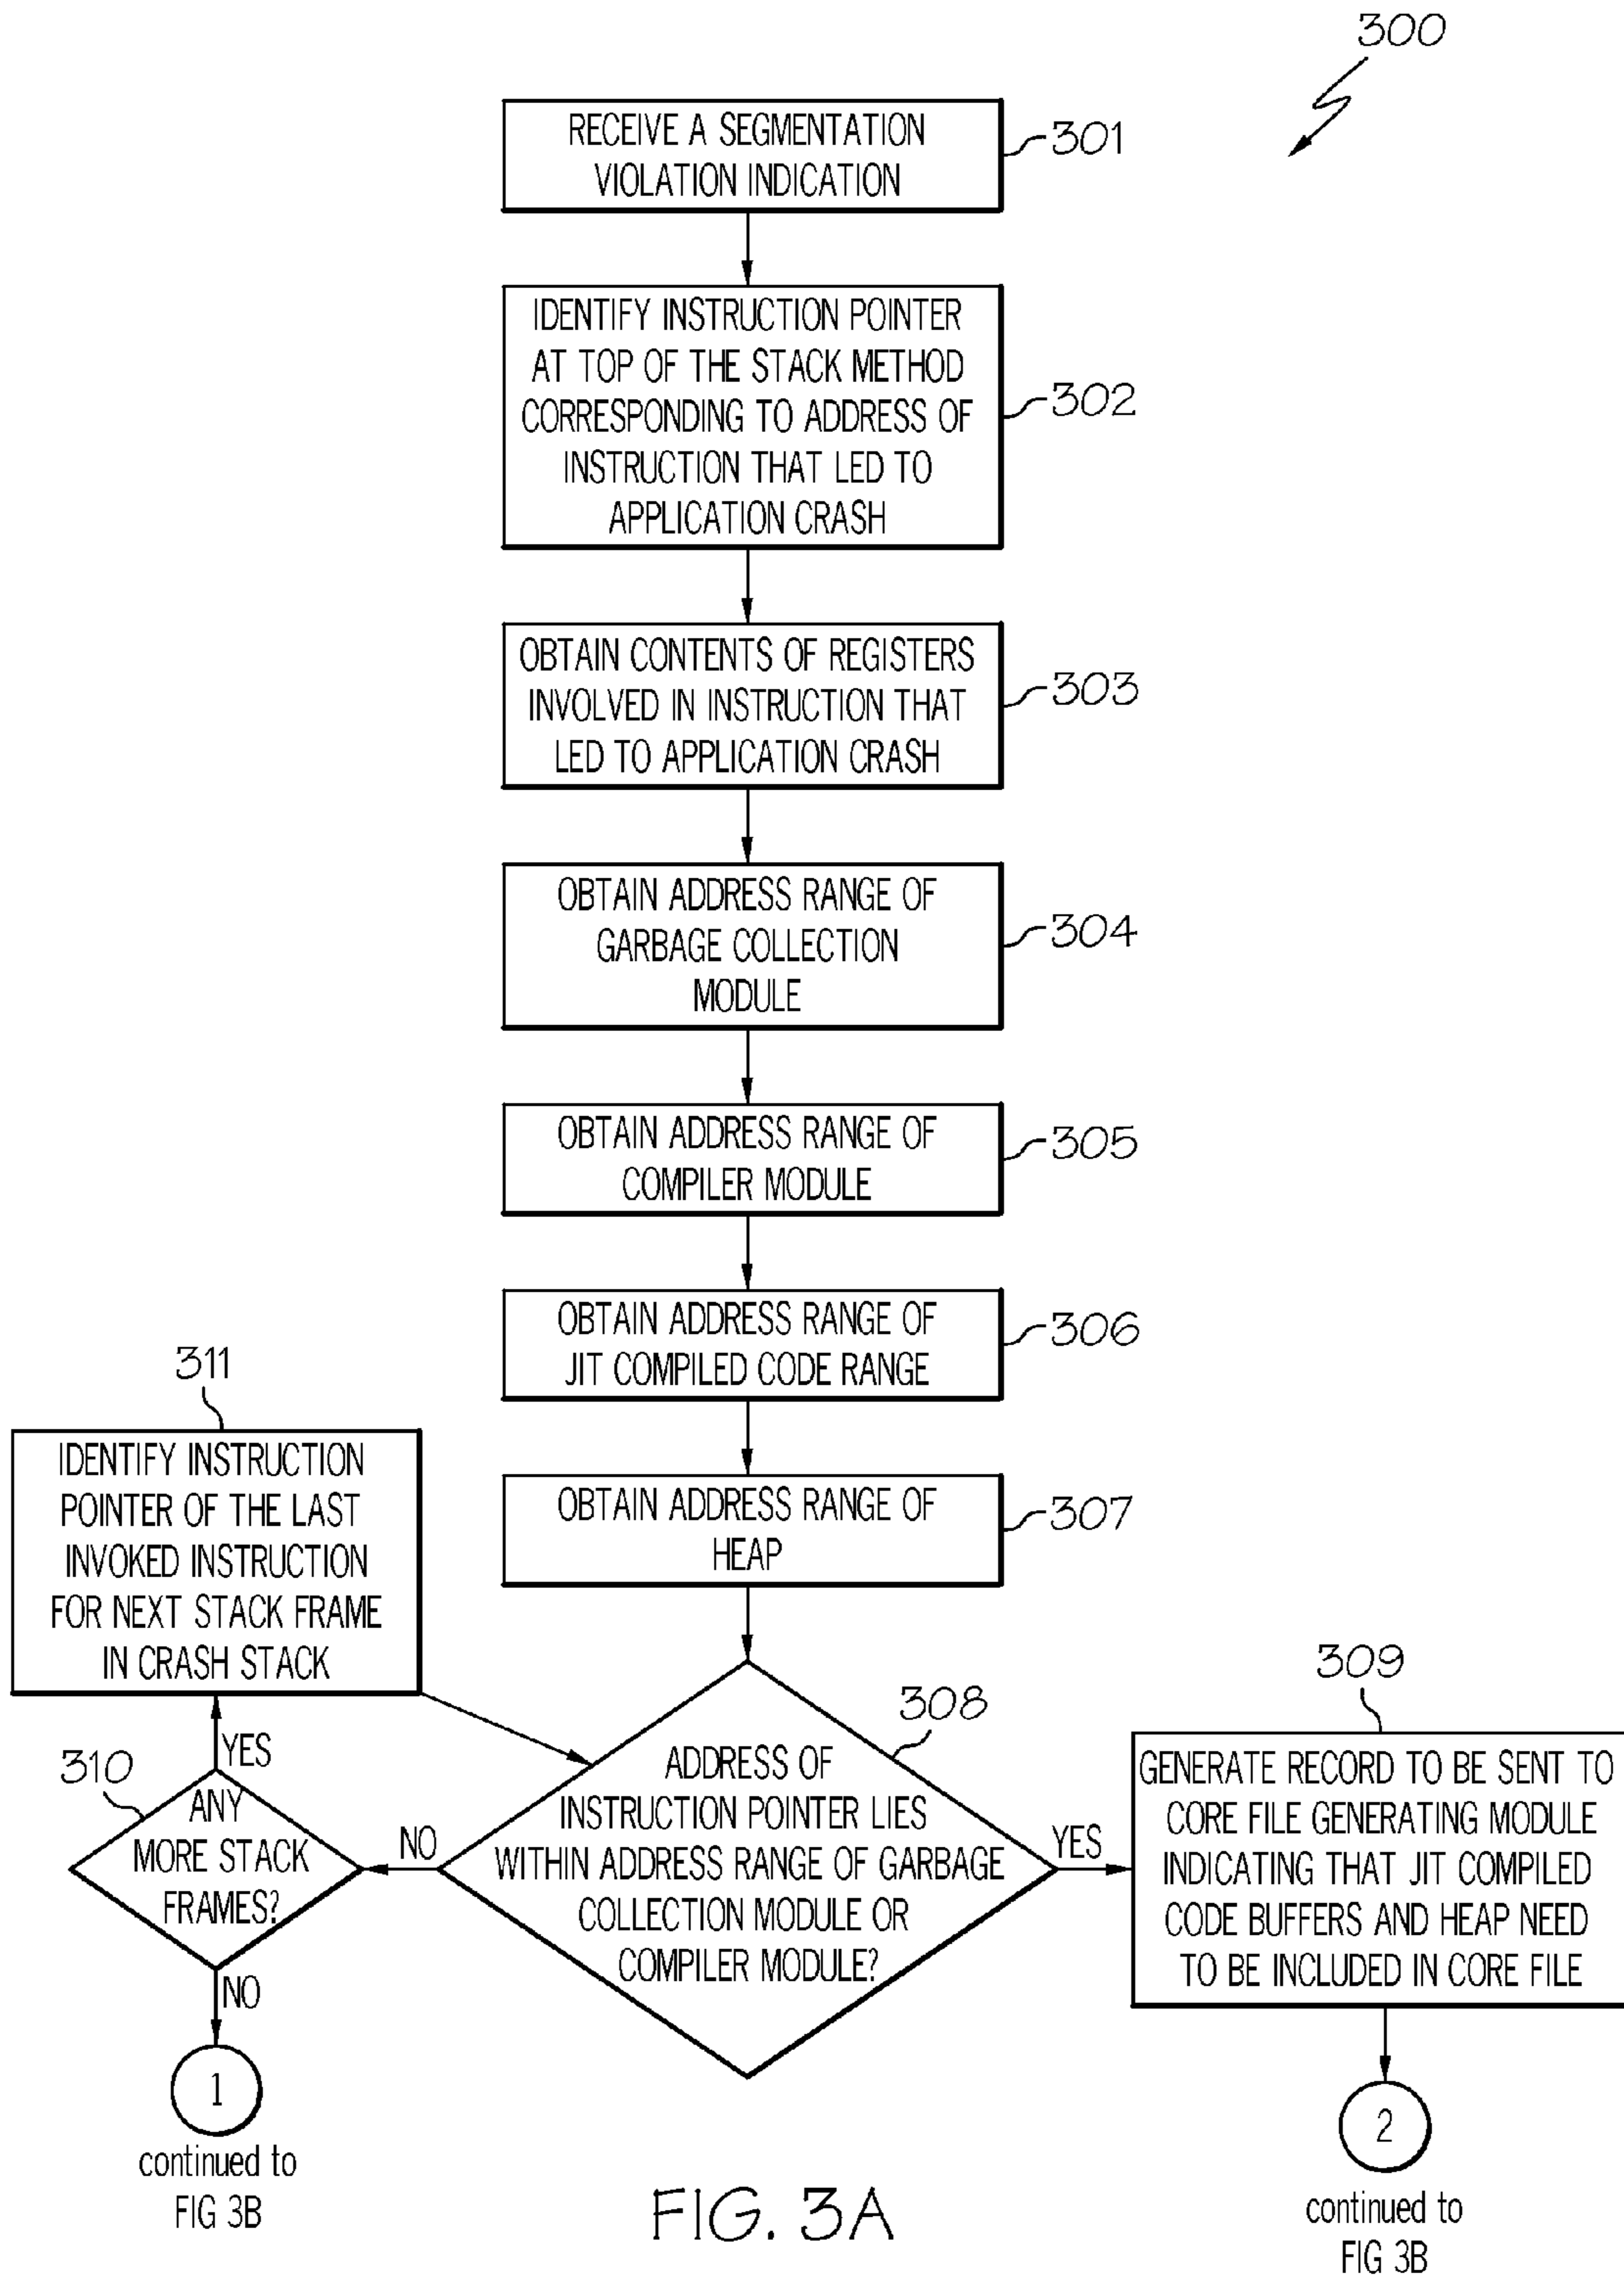 300
RECEIVE A SEGMENTATION
VIOLATION INDICATION
301
IDENTIFY INSTRUCTION POINTER
AT TOP OF THE STACK METHOD
CORRESPONDING TO ADDRESS OF
INSTRUCTION THAT LED TO
APPLICATION CRASH
302
OBTAIN CONTENTS OF REGISTERS
INVOLVED IN INSTRUCTION THAT
LED TO APPLICATION CRASH
303
OBTAIN ADDRESS RANGE OF
GARBAGE COLLECTION
MODULE
304
OBTAIN ADDRESS RANGE OF
COMPILER MODULE
305
OBTAIN ADDRESS RANGE OF
JIT COMPILED CODE RANGE
306
311
IDENTIFY INSTRUCTION
POINTER OF THE LAST
INVOKED INSTRUCTION
FOR NEXT STACK FRAME
IN CRASH STACK
OBTAIN ADDRESS RANGE OF
HEAP
307
308
ADDRESS OF
INSTRUCTION POINTER LIES
WITHIN ADDRESS RANGE OF GARBAGE
COLLECTION MODULE OR
COMPILER MODULE?
YES
309
GENERATE RECORD TO BE SENT TO
CORE FILE GENERATING MODULE
INDICATING THAT JIT COMPILED
CODE BUFFERS AND HEAP NEED
TO BE INCLUDED IN CORE FILE
NO
310
ANY
MORE STACK
FRAMES?
YES
NO
1
continued to
FIG 3B
2
continued to
FIG 3B
FIG. 3A